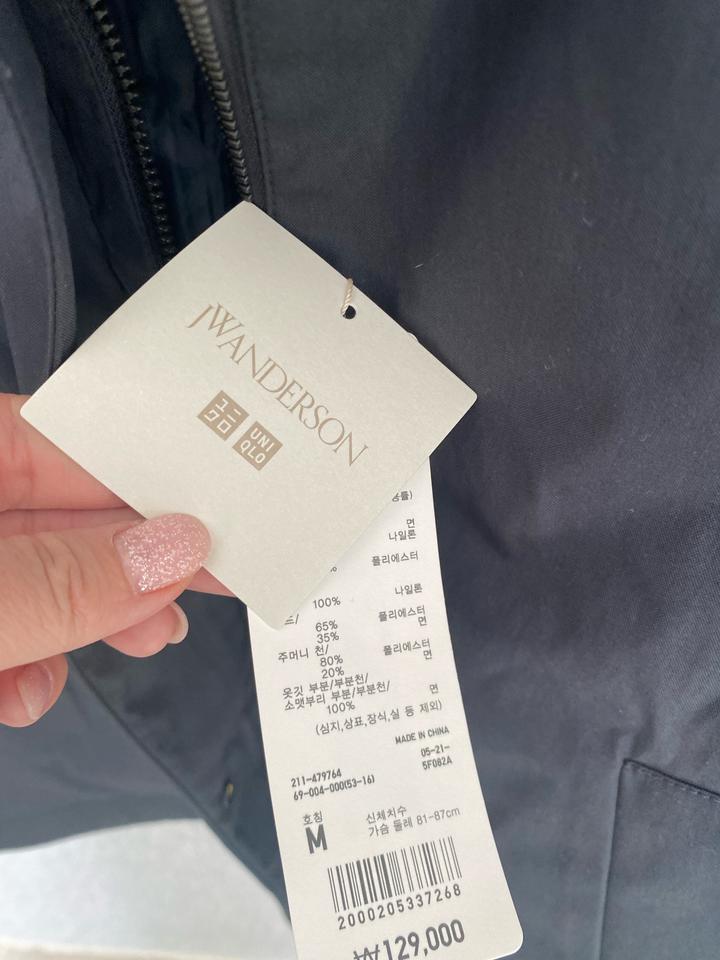 JWANDERSON
ユニ
クロ
UNI
QLO
용률)
면
나일론
%
폴리에스터
나일론
100%
드/
65% 폴리에스터
35% 면
주머니 천/
80% 폴리에스터
20% 면
옷깃 부분/부분천/
소맷부리 부분/부분천/
100% 면
(심지,상표,장식,실 등 제외)
MADE IN CHINA
211-479764 05-21-
69-004-000(53-16) 5F082A
호칭 신체치수
M 가슴 둘레 81-87cm
2000205337268
₩129,000